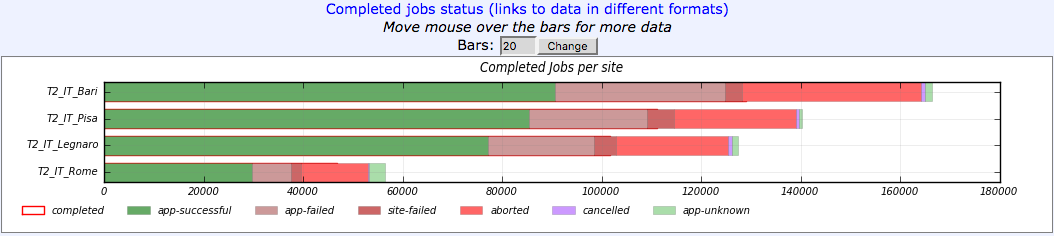 Completed jobs status (links to data in different formats)
Move mouse over the bars for more data
Bars: 20 Change
Completed Jobs per site
T2_IT_Bari
T2_IT_Pisa
T2_IT_Legnaro
T2_IT_Rome
0 20000 40000 60000 80000 100000 120000 140000 160000 180000
completed app-successful app-failed site-failed aborted cancelled app-unknown